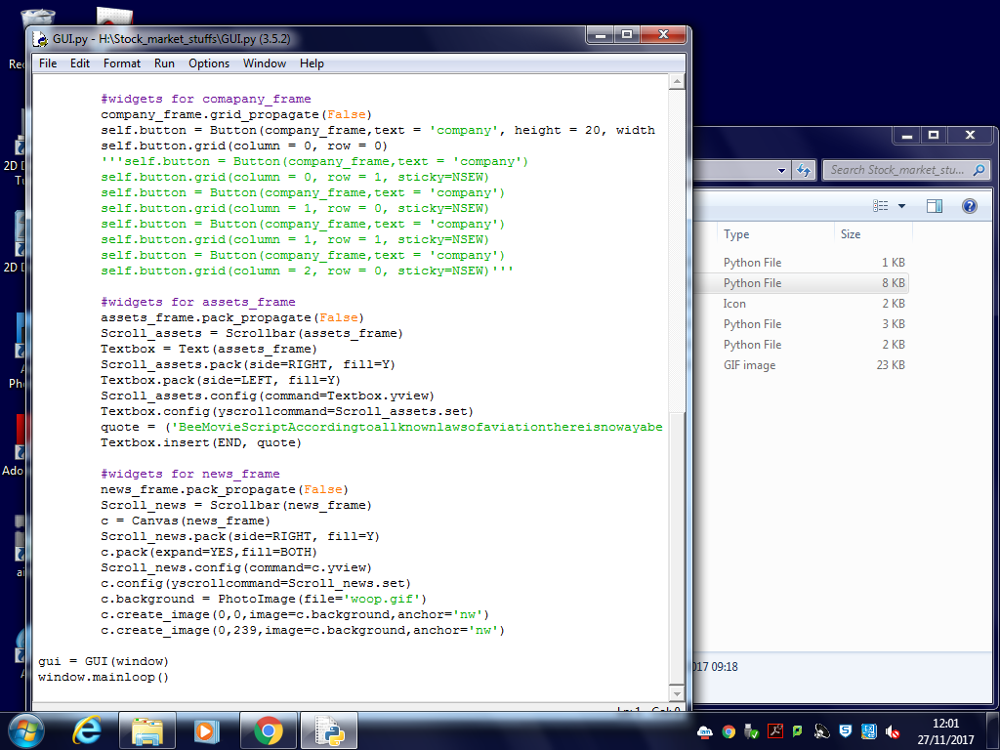 GUI.py - H:\Stock_market_stuffs\GUI.py (3.5.2)
File Edit Format Run Options Window Help
#widgets for comapany_frame
company_frame.grid_propagate(False)
self.button = Button(company_frame,text = 'company', height = 20, width
self.button.grid(column = 0, row = 0)
'''self.button = Button(company_frame,text = 'company')
self.button.grid(column = 0, row = 1, sticky=NSEW)
self.button = Button(company_frame,text = 'company')
self.button.grid(column = 1, row = 0, sticky=NSEW)
self.button = Button(company_frame,text = 'company')
self.button.grid(column = 1, row = 1, sticky=NSEW)
self.button = Button(company_frame,text = 'company')
self.button.grid(column = 2, row = 0, sticky=NSEW)'''
#widgets for assets_frame
assets_frame.pack_propagate(False)
Scroll_assets = Scrollbar(assets_frame)
Textbox = Text(assets_frame)
Scroll_assets.pack(side=RIGHT, fill=Y)
Textbox.pack(side=LEFT, fill=Y)
Scroll_assets.config(command=Textbox.yview)
Textbox.config(yscrollcommand=Scroll_assets.set)
quote = ('BeeMovieScriptAccordingtoallknownlawsofaviationthereisnowayabe
Textbox.insert(END, quote)
#widgets for news_frame
news_frame.pack_propagate(False)
Scroll_news = Scrollbar(news_frame)
c = Canvas(news_frame)
Scroll_news.pack(side=RIGHT, fill=Y)
c.pack(expand=YES,fill=BOTH)
Scroll_news.config(command=c.yview)
c.config(yscrollcommand=Scroll_news.set)
c.background = PhotoImage(file='woop.gif')
c.create_image(0,0,image=c.background,anchor='nw')
c.create_image(0,239,image=c.background,anchor='nw')
gui = GUI(window)
window.mainloop()
Search Stock_market_stu...
Type Size
Python File 1 KB
Python File 8 KB
Icon 2 KB
Python File 3 KB
Python File 2 KB
GIF image 23 KB
017 09:18
Rec
2D D
Tu
2D D
A
Pho
Ado
ai
A
12:01
27/11/2017